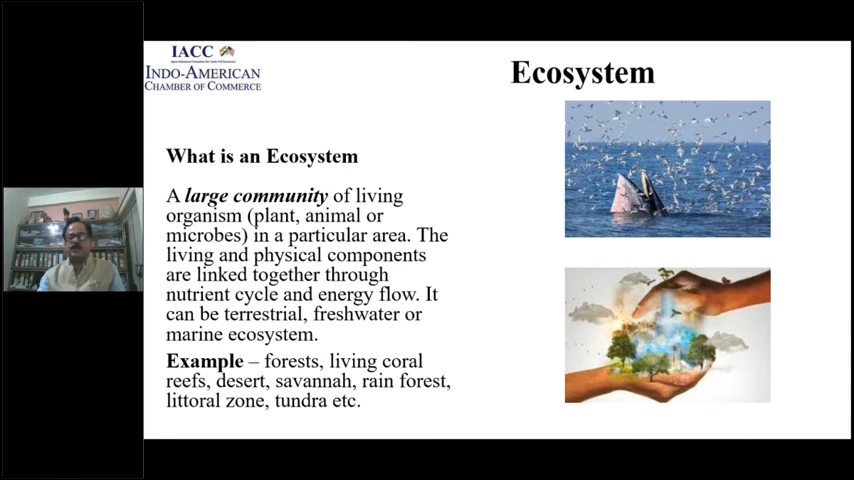 IACC
INDO-AMERICAN
CHAMBER OF COMMERCE
Ecosystem
What is an Ecosystem
A large community of living
organism (plant, animal or
microbes) in a particular area. The
living and physical components
are linked together through
nutrient cycle and energy flow. It
can be terrestrial, freshwater or
marine ecosystem.
Example – forests, living coral
reefs, desert, savannah, rain forest,
littoral zone, tundra etc.